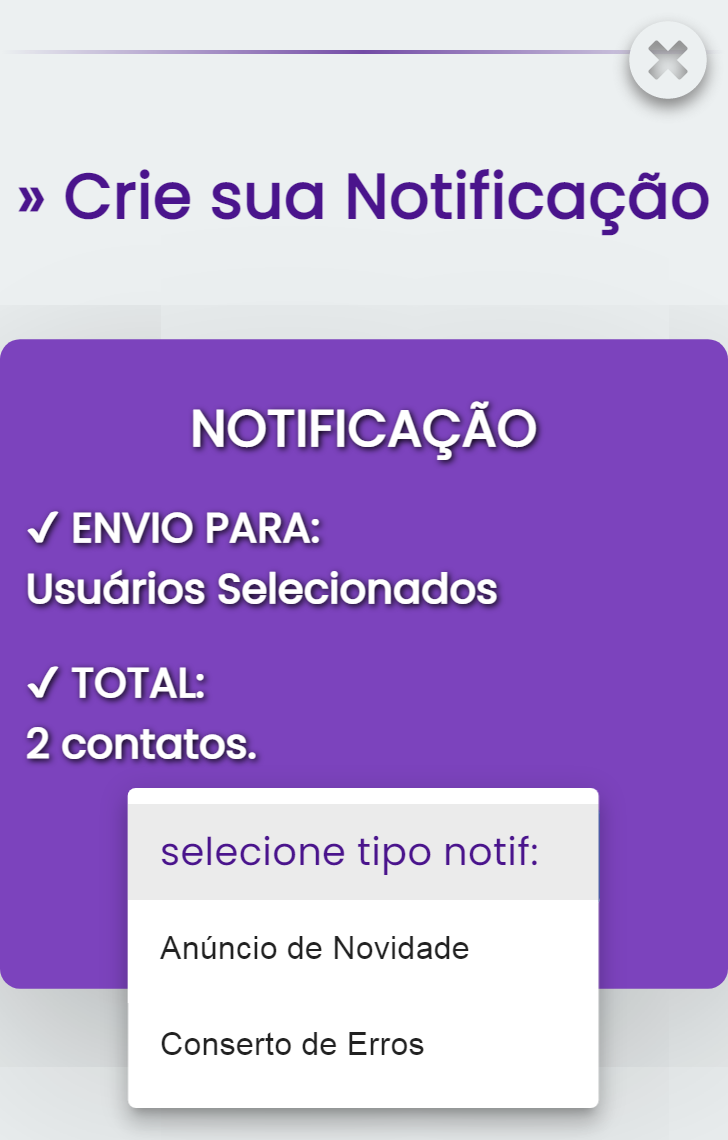 » Crie sua Notificação
NOTIFICAÇÃO
✓ ENVIO PARA:
Usuários Selecionados
✓ TOTAL:
2 contatos.
selecione tipo notif:
Anúncio de Novidade
Conserto de Erros